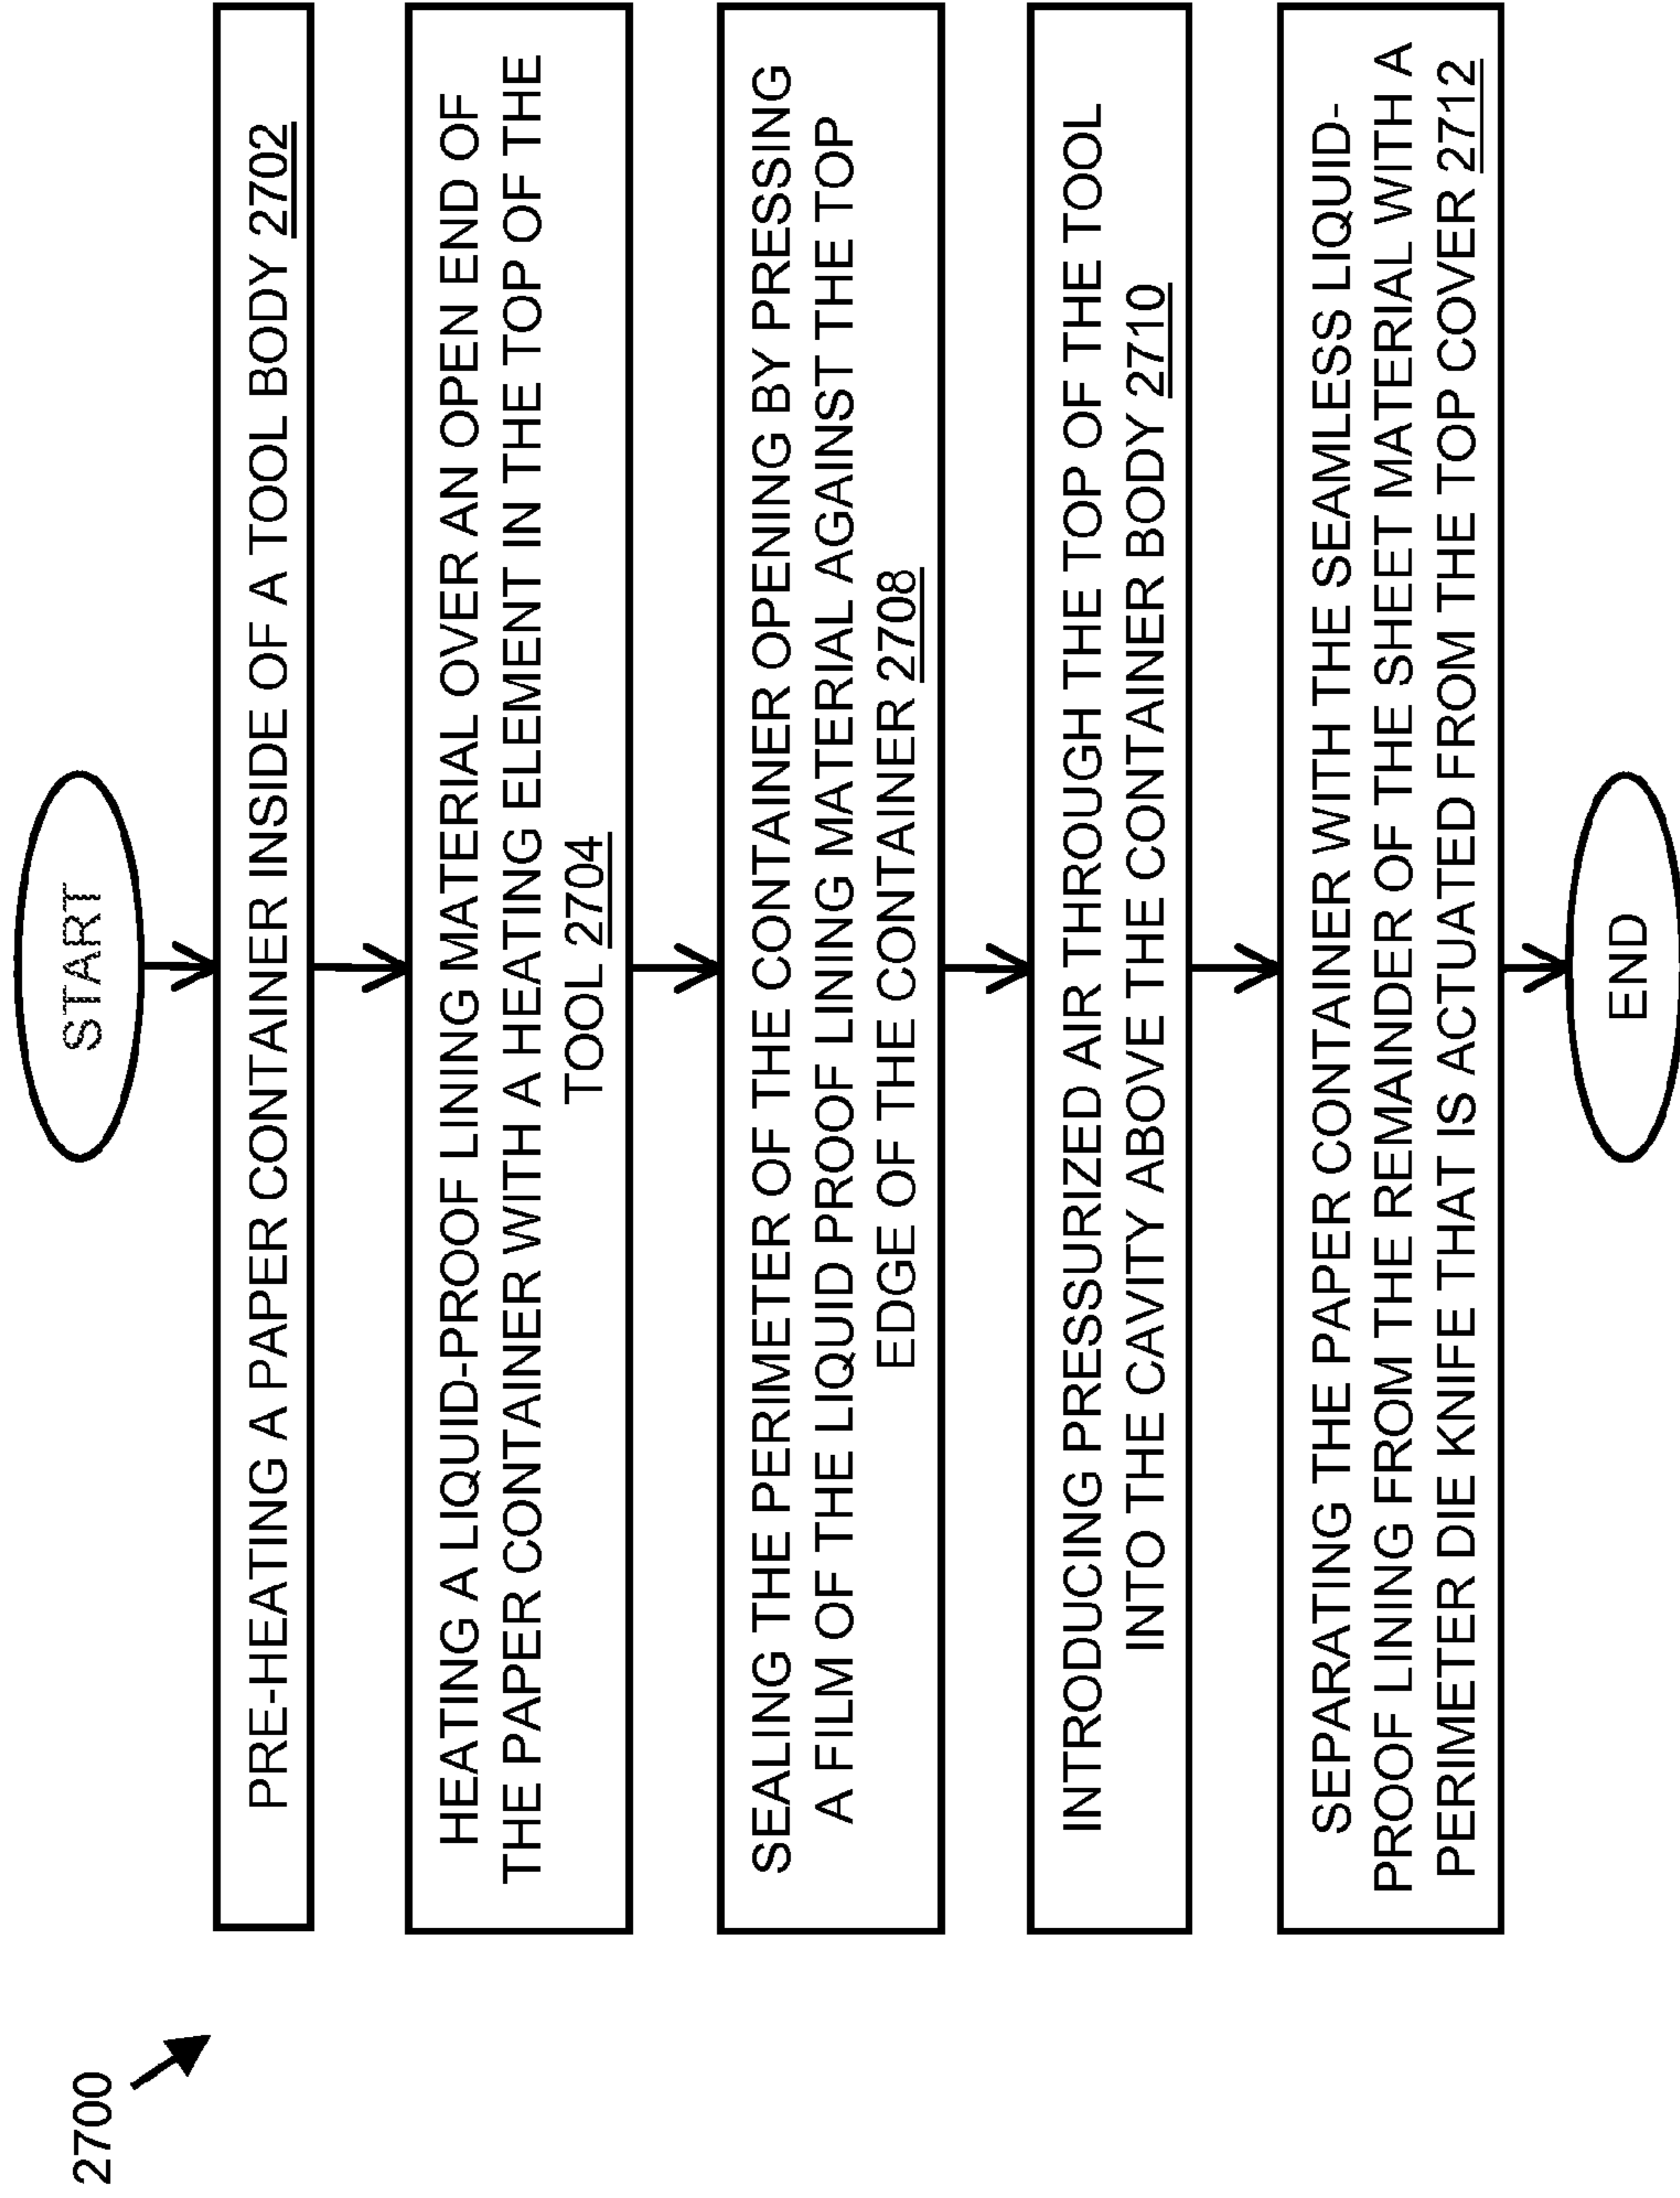 2700
START
PRE-HEATING A PAPER CONTAINER INSIDE OF A TOOL BODY 2702
HEATING A LIQUID-PROOF LINING MATERIAL OVER AN OPEN END OF
THE PAPER CONTAINER WITH A HEATING ELEMENT IN THE TOP OF THE
TOOL 2704
SEALING THE PERIMETER OF THE CONTAINER OPENING BY PRESSING
A FILM OF THE LIQUID PROOF LINING MATERIAL AGAINST THE TOP
EDGE OF THE CONTAINER 2708
INTRODUCING PRESSURIZED AIR THROUGH THE TOP OF THE TOOL
INTO THE CAVITY ABOVE THE CONTAINER BODY 2710
SEPARATING THE PAPER CONTAINER WITH THE SEAMLESS LIQUID-
PROOF LINING FROM THE REMAINDER OF THE SHEET MATERIAL WITH A
PERIMETER DIE KNIFE THAT IS ACTUATED FROM THE TOP COVER 2712
END